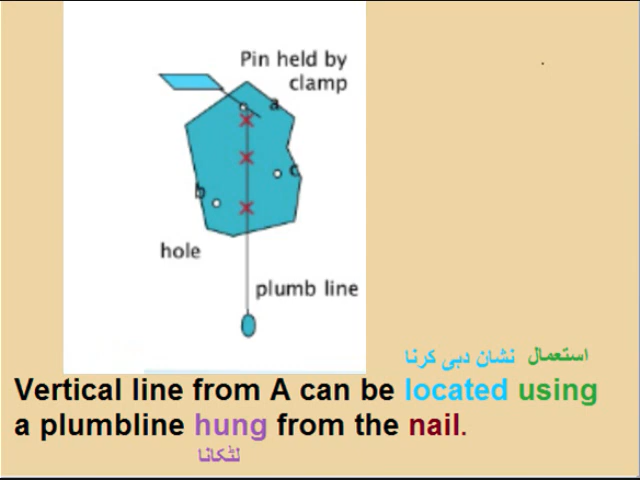 Pin held by
clamp
a
c
b
hole
plumb line
نشان دہی کرنا استعمال
Vertical line from A can be located using
a plumbline hung from the nail.
لٹکانا